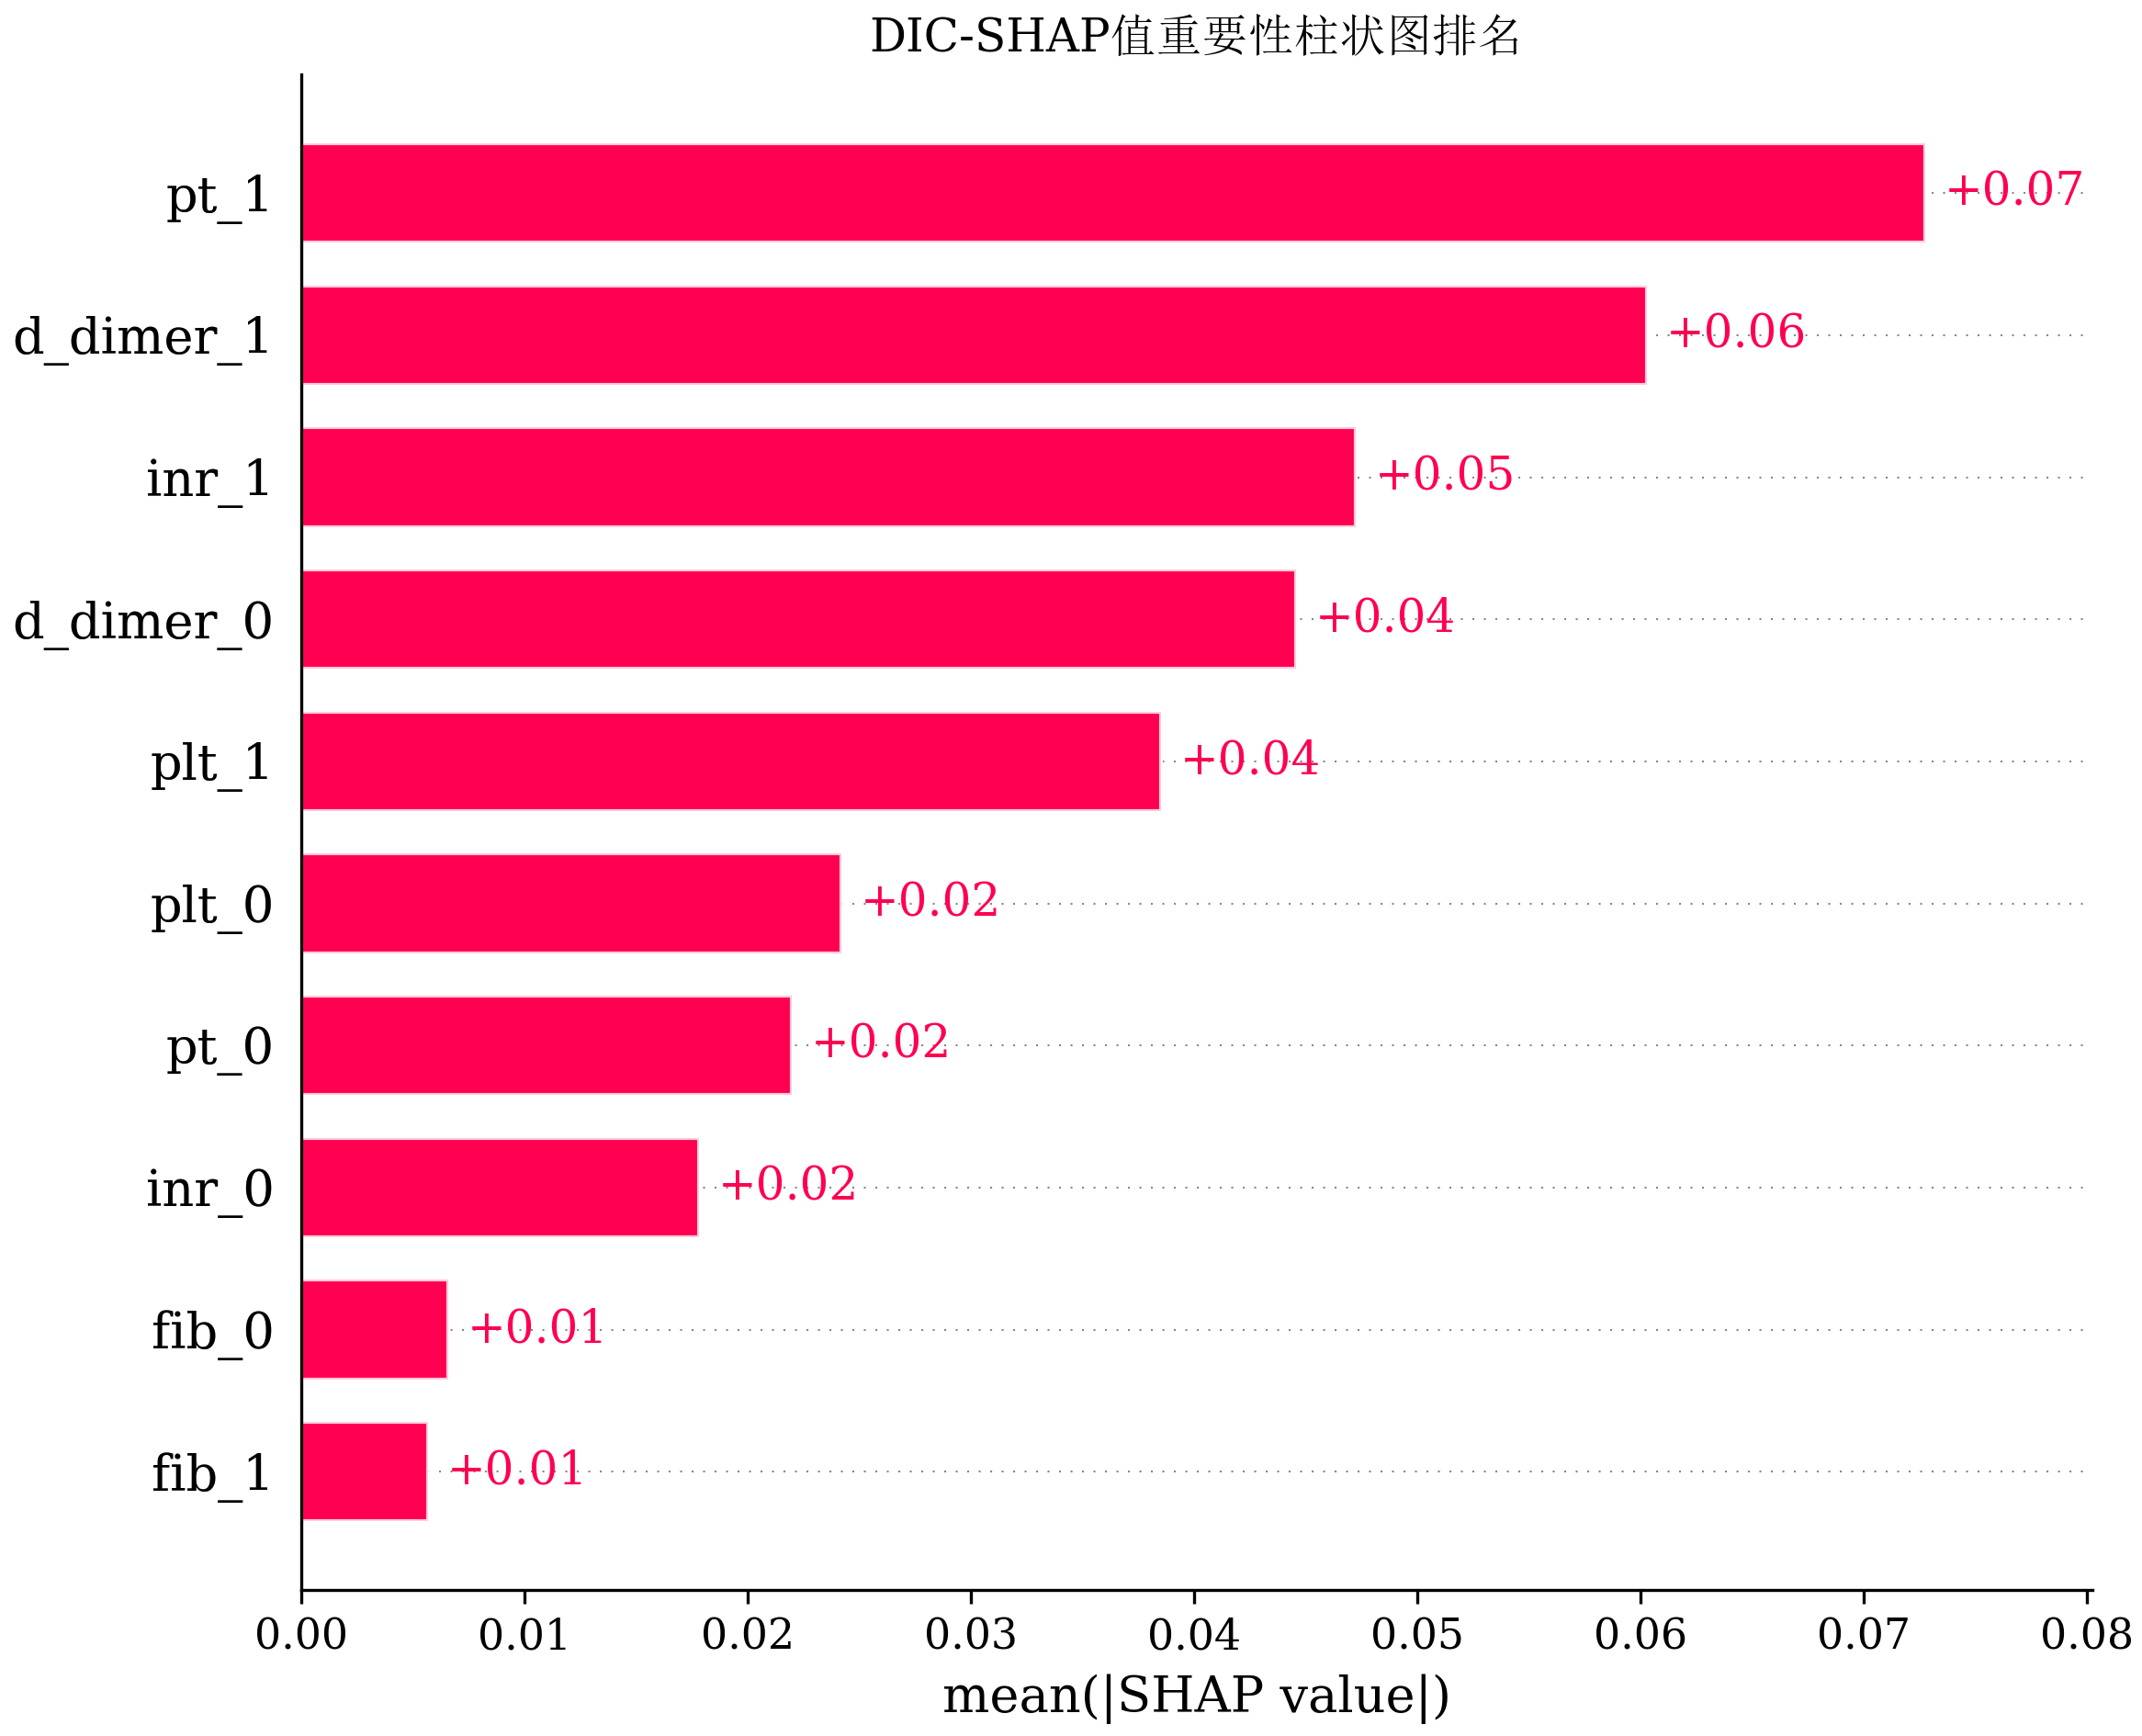 DIC-SHAP值重要性柱状图排名
pt_1 +0.07
d_dimer_1 +0.06
inr_1 +0.05
d_dimer_0 +0.04
plt_1 +0.04
plt_0 +0.02
pt_0 +0.02
inr_0 +0.02
fib_0 +0.01
fib_1 +0.01
0.00 0.01 0.02 0.03 0.04 0.05 0.06 0.07 0.08
mean(|SHAP value|)